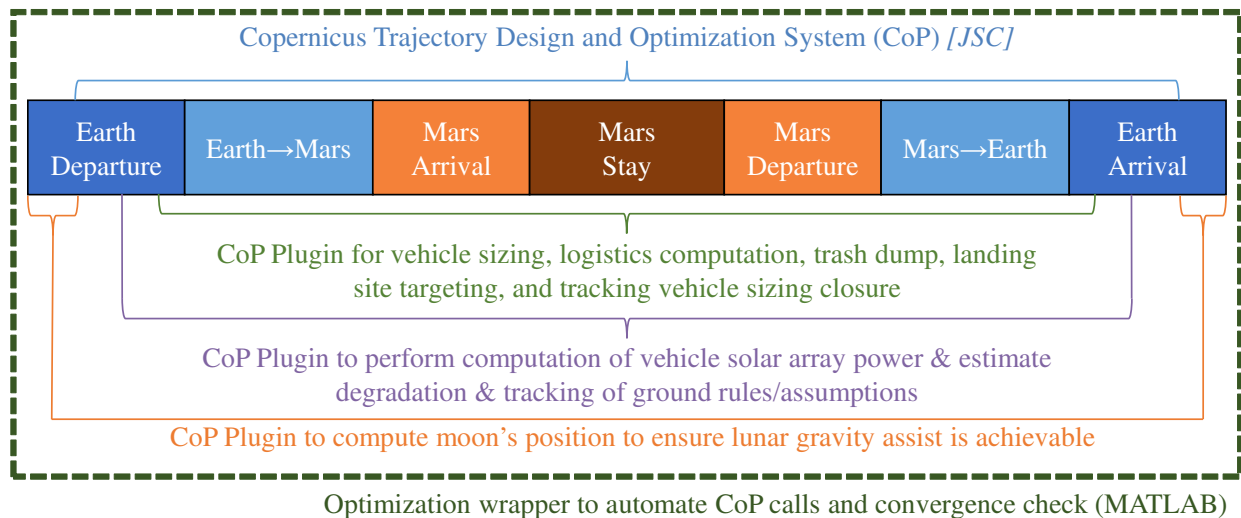 Copernicus Trajectory Design and Optimization System (CoP) [JSC]
Earth
Departure
Earth→Mars
Mars
Arrival
Mars
Stay
Mars
Departure
Mars→Earth
Earth
Arrival
CoP Plugin for vehicle sizing, logistics computation, trash dump, landing
site targeting, and tracking vehicle sizing closure
CoP Plugin to perform computation of vehicle solar array power & estimate
degradation & tracking of ground rules/assumptions
CoP Plugin to compute moon’s position to ensure lunar gravity assist is achievable
Optimization wrapper to automate CoP calls and convergence check (MATLAB)